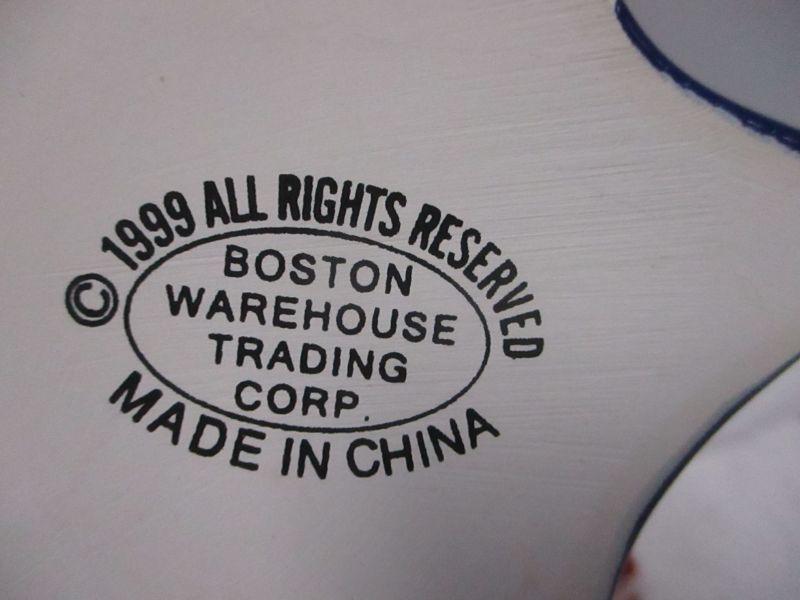 © 1999 ALL RIGHTS RESERVED
BOSTON
WAREHOUSE
TRADING
CORP.
MADE IN CHINA